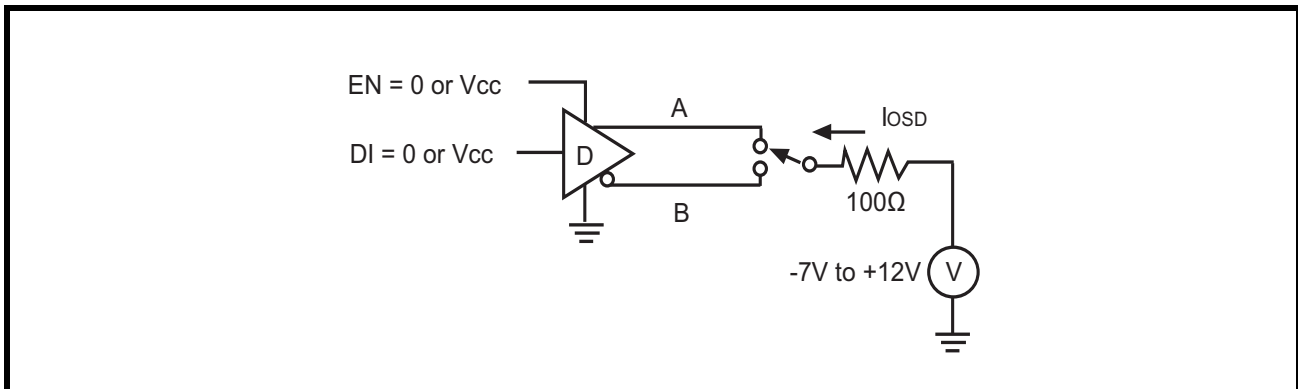 EN = 0 or Vcc
A
IOSD
DI = 0 or Vcc
D
100Ω
B
-7V to +12V
V